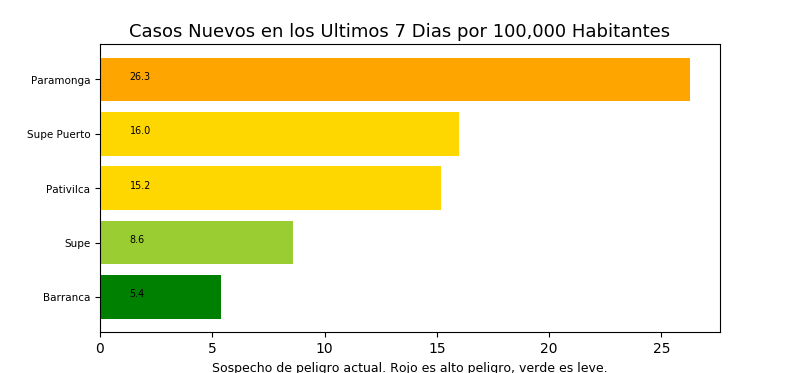 Casos Nuevos en los Ultimos 7 Dias por 100,000 Habitantes
Paramonga 26.3
Supe Puerto 16.0
Pativilca 15.2
Supe 8.6
Barranca 5.4
0 5 10 15 20 25
Sospecho de peligro actual. Rojo es alto peligro, verde es leve.